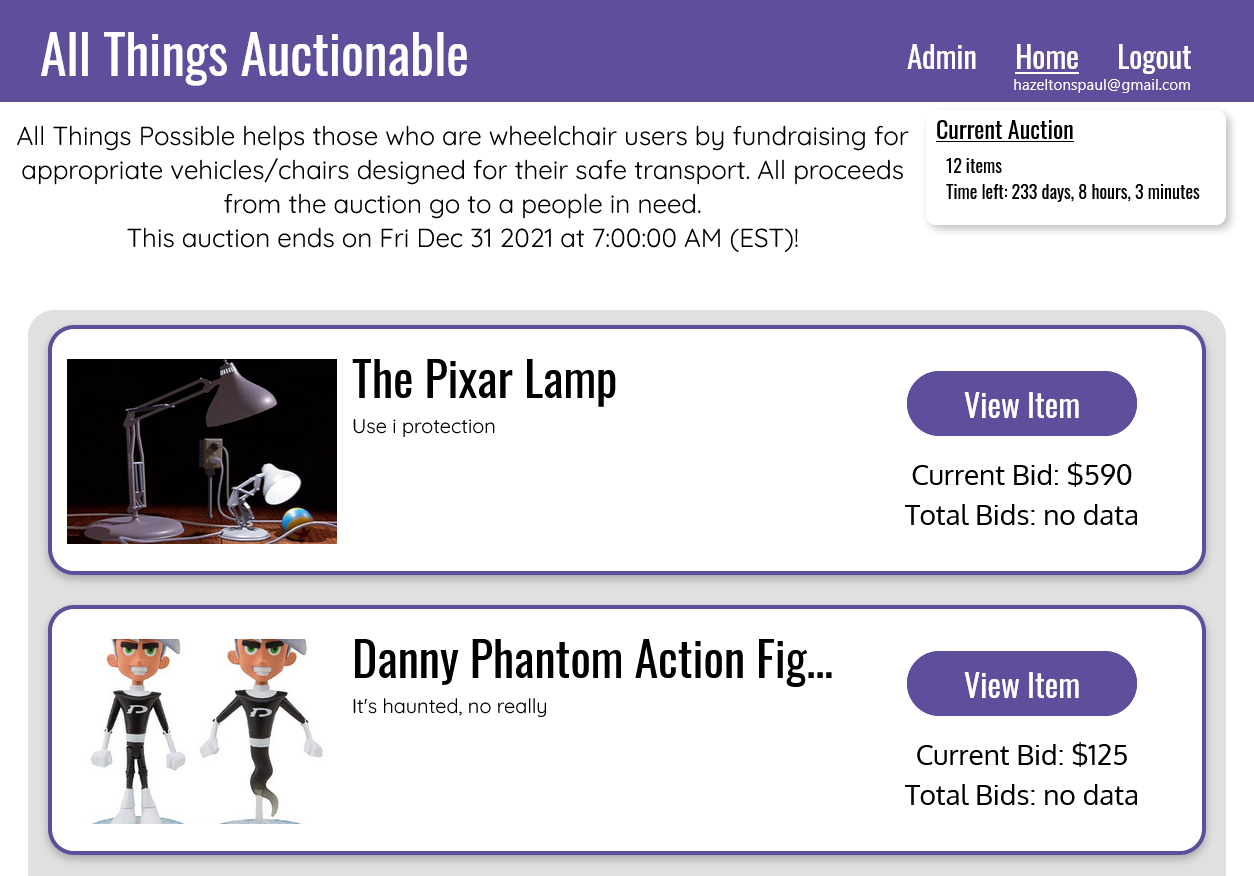 All Things Auctionable
Admin Home Logout
hazeltonspaul@gmail.com
All Things Possible helps those who are wheelchair users by fundraising for
appropriate vehicles/chairs designed for their safe transport. All proceeds
from the auction go to a people in need.
This auction ends on Fri Dec 31 2021 at 7:00:00 AM (EST)!
Current Auction
12 items
Time left: 233 days, 8 hours, 3 minutes
The Pixar Lamp
Use i protection
View Item
Current Bid: $590
Total Bids: no data
Danny Phantom Action Fig...
It's haunted, no really
View Item
Current Bid: $125
Total Bids: no data